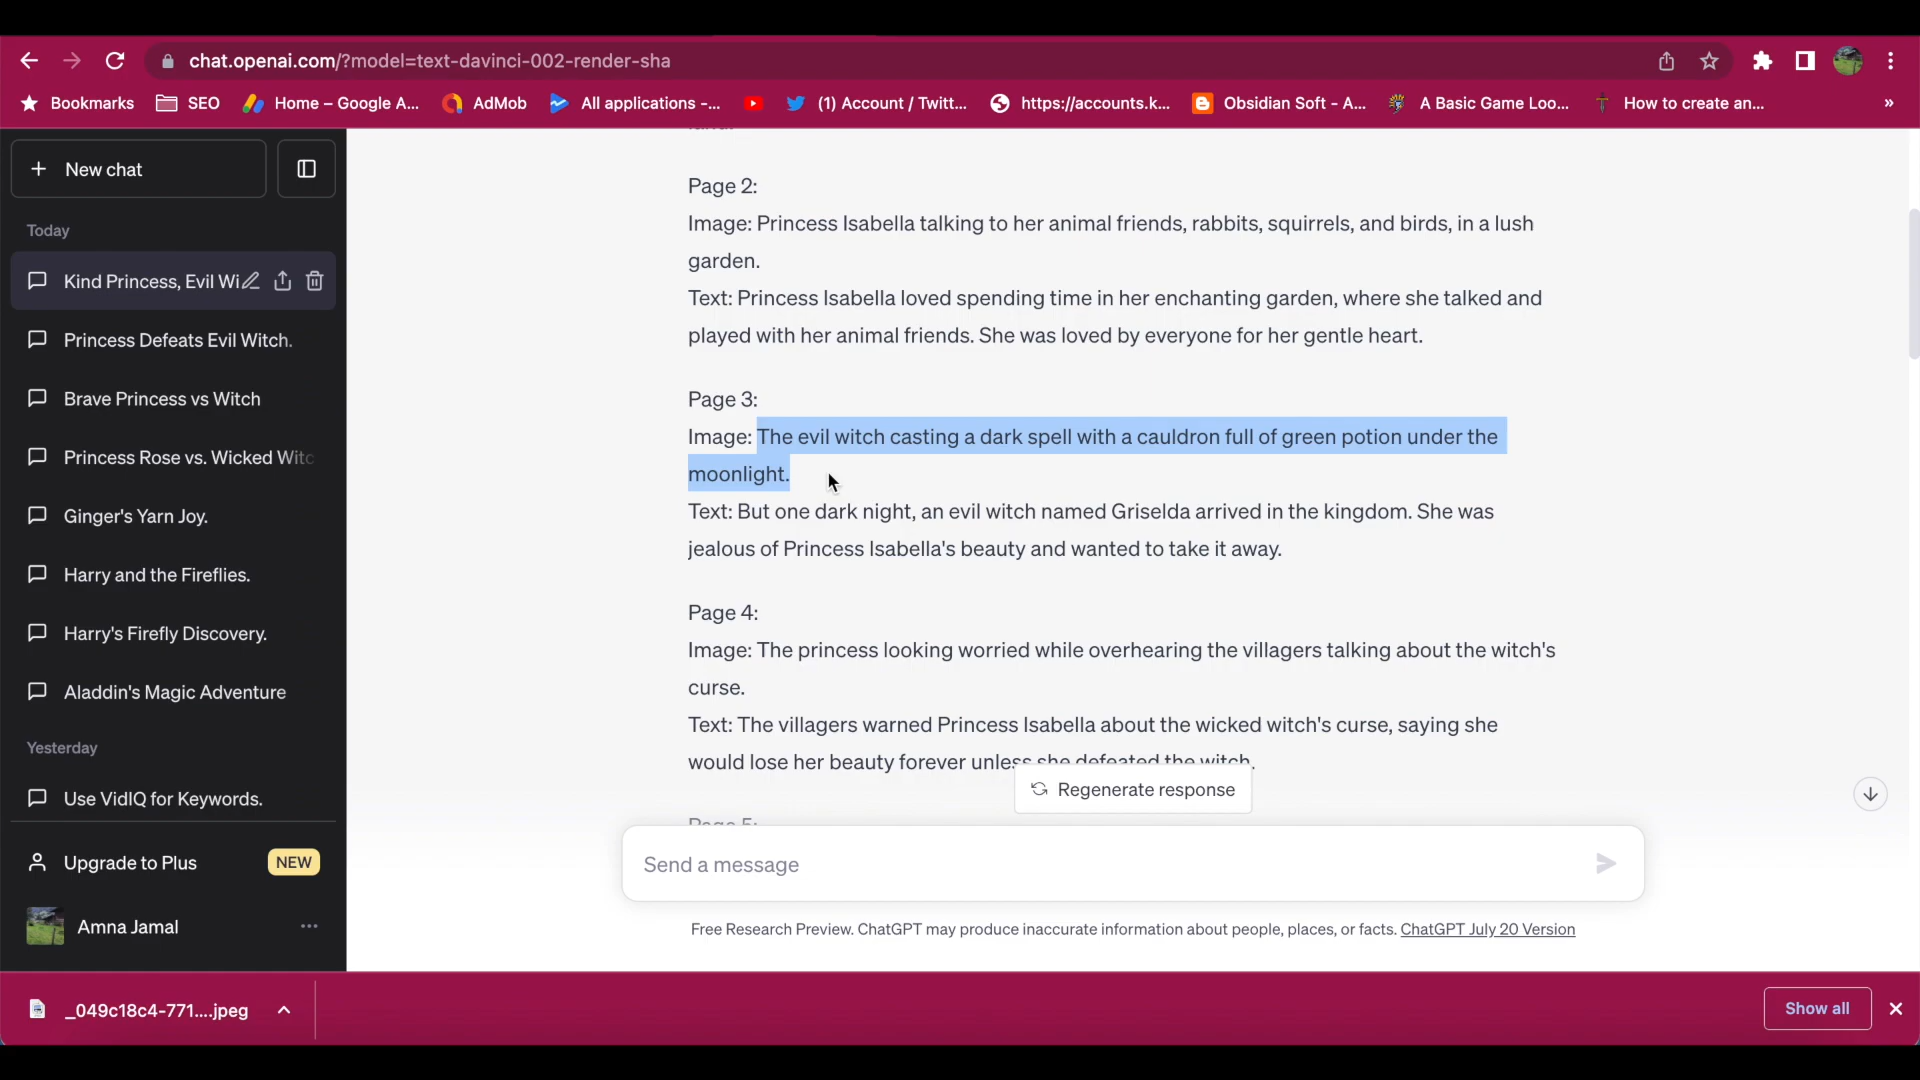 chat.openai.com/?model=text-davinci-002-render-sha
Bookmarks SEO Home – Google A... AdMob All applications -... (1) Account / Twitt... https://accounts.k... Obsidian Soft - A... A Basic Game Loo... How to create an... »
New chat
Today
Kind Princess, Evil Wi
Princess Defeats Evil Witch.
Brave Princess vs Witch
Princess Rose vs. Wicked Witc
Ginger's Yarn Joy.
Harry and the Fireflies.
Harry's Firefly Discovery.
Aladdin's Magic Adventure
Yesterday
Use VidIQ for Keywords.
Upgrade to Plus NEW
Amna Jamal
Page 2:
Image: Princess Isabella talking to her animal friends, rabbits, squirrels, and birds, in a lush
garden.
Text: Princess Isabella loved spending time in her enchanting garden, where she talked and
played with her animal friends. She was loved by everyone for her gentle heart.
Page 3:
Image: The evil witch casting a dark spell with a cauldron full of green potion under the
moonlight.
Text: But one dark night, an evil witch named Griselda arrived in the kingdom. She was
jealous of Princess Isabella's beauty and wanted to take it away.
Page 4:
Image: The princess looking worried while overhearing the villagers talking about the witch's
curse.
Text: The villagers warned Princess Isabella about the wicked witch's curse, saying she
would lose her beauty forever unless she defeated the witch.
Regenerate response
Page 5:
Send a message
Free Research Preview. ChatGPT may produce inaccurate information about people, places, or facts. ChatGPT July 20 Version
_049c18c4-771....jpeg
Show all